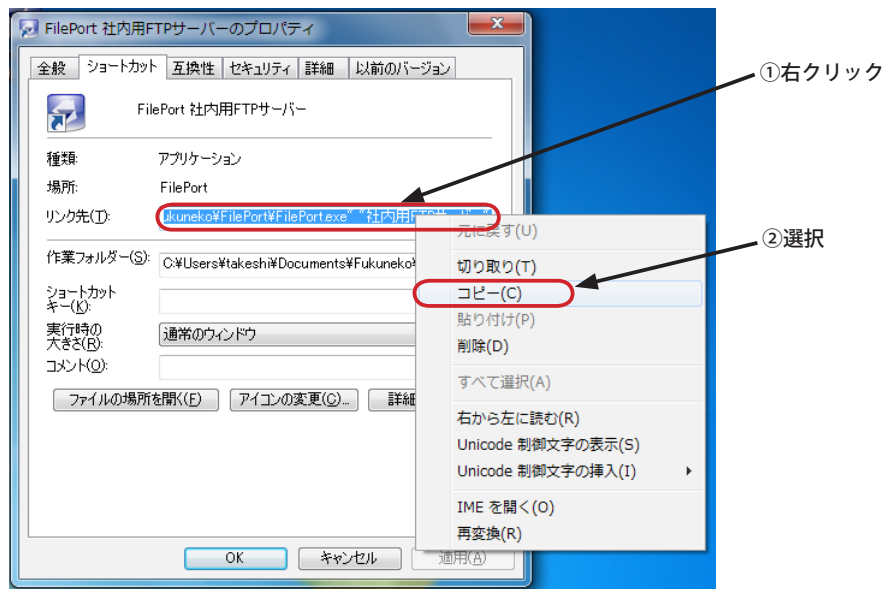 FilePort 社内用FTPサーバーのプロパティ
全般 ショートカット 互換性 セキュリティ 詳細 以前のバージョン
①右クリック
FilePort 社内用FTPサーバー
種類: アプリケーション
場所: FilePort
リンク先(T): ukuneko¥FilePort¥FilePort.exe" "社内用FTPサーバー"
元に戻す(U)
②選択
作業フォルダー(S): C:¥Users¥takeshi¥Documents¥Fukuneko¥
切り取り(T)
ショートカット
キー(K):
コピー(C)
貼り付け(P)
実行時の
大きさ(R): 通常のウィンドウ
削除(D)
コメント(O):
すべて選択(A)
ファイルの場所を開く(F) アイコンの変更(C)... 詳細
右から左に読む(R)
Unicode 制御文字の表示(S)
Unicode 制御文字の挿入(I)
IME を開く(O)
再変換(R)
OK キャンセル 適用(A)